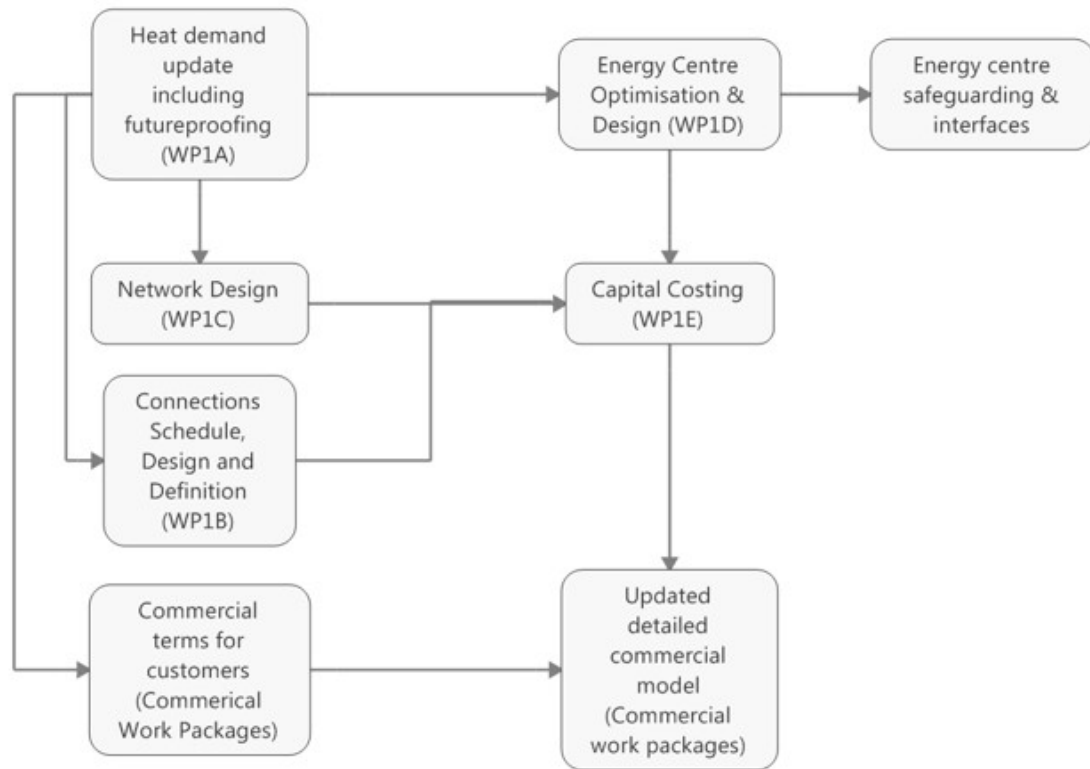 Heat demand
update
including
futureproofing
(WP1A)
Energy Centre
Optimisation &
Design (WP1D)
Energy centre
safeguarding &
interfaces
Network Design
(WP1C)
Capital Costing
(WP1E)
Connections
Schedule,
Design and
Definition
(WP1B)
Commercial
terms for
customers
(Commerical
Work Packages)
Updated
detailed
commercial
model
(Commercial
work packages)